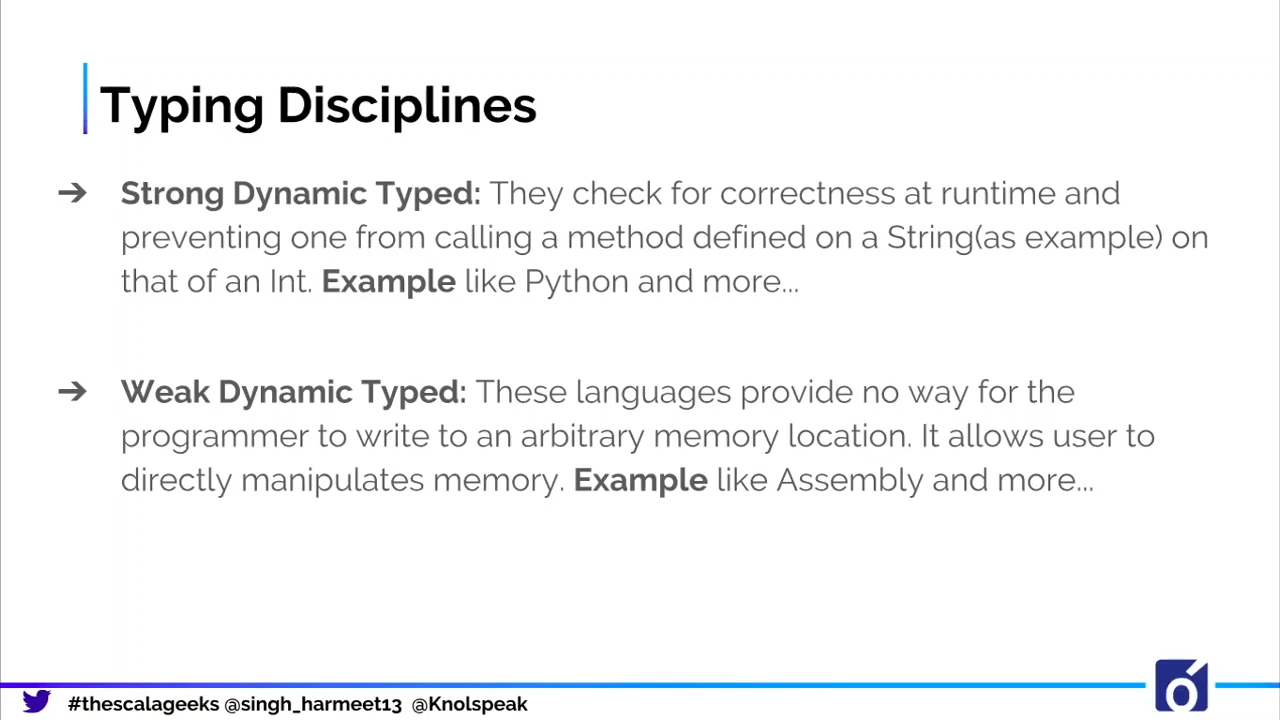 Typing Disciplines
➔ Strong Dynamic Typed: They check for correctness at runtime and
preventing one from calling a method defined on a String(as example) on
that of an Int. Example like Python and more...
➔ Weak Dynamic Typed: These languages provide no way for the
programmer to write to an arbitrary memory location. It allows user to
directly manipulates memory. Example like Assembly and more...
#thescalageeks @singh_harmeet13 @Knolspeak